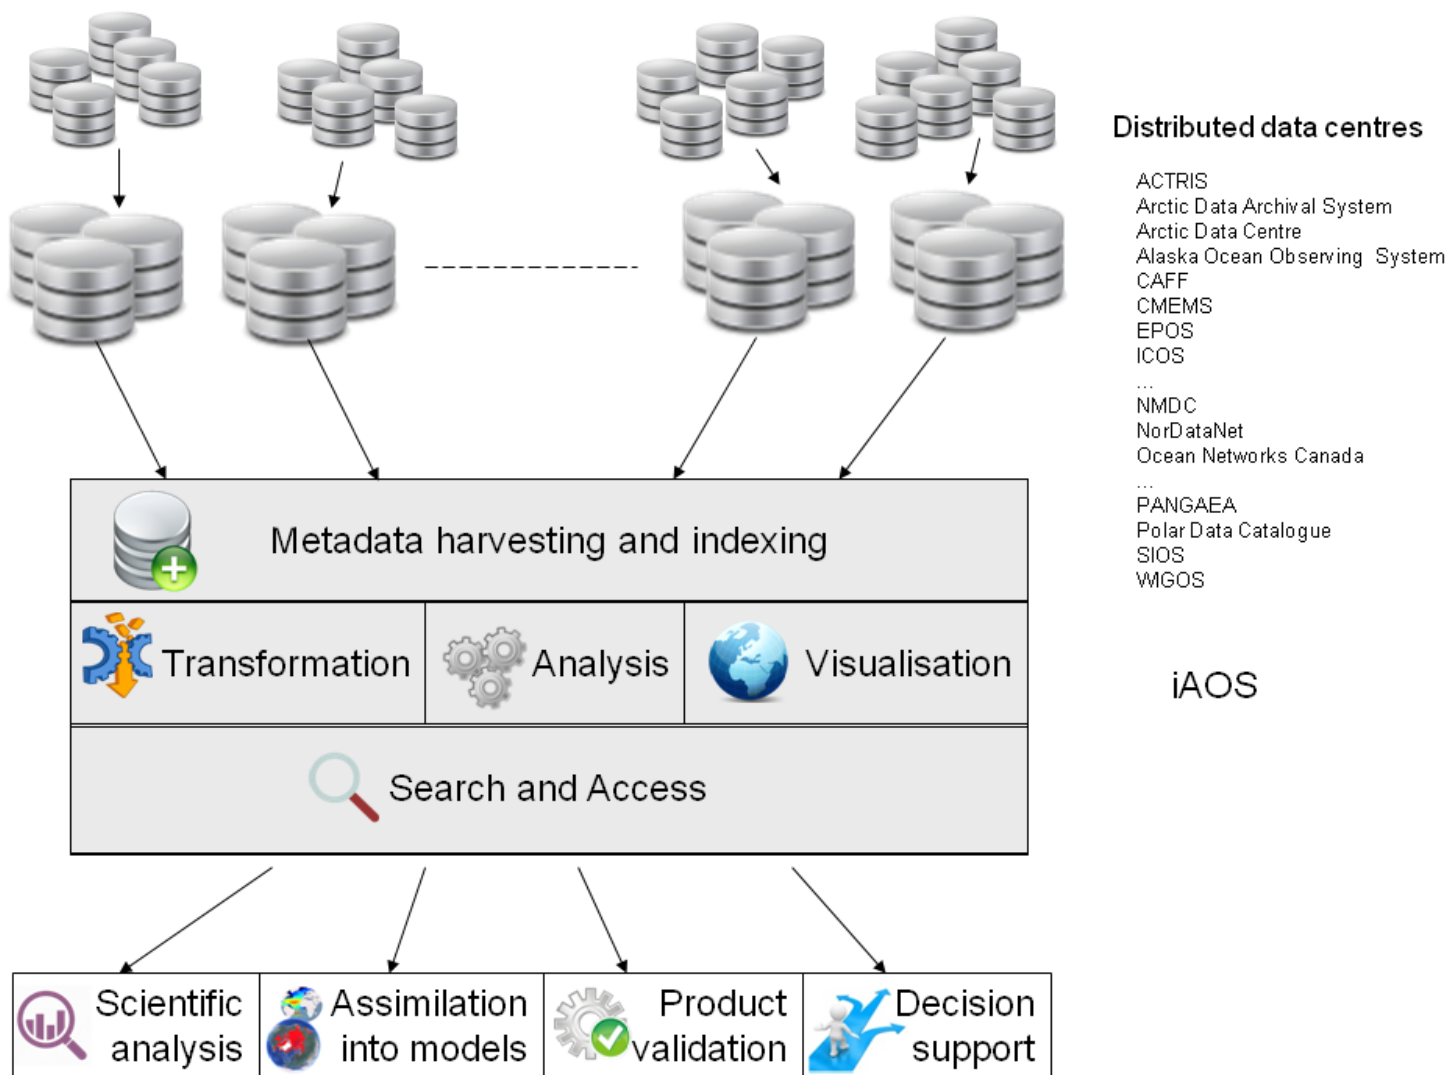 Distributed data centres
ACTRIS
Arctic Data Archival System
Arctic Data Centre
Alaska Ocean Observing System
CAFF
CMEMS
EPOS
ICOS
...
NMDC
NorDataNet
Ocean Networks Canada
...
PANGAEA
Polar Data Catalogue
SIOS
WIGOS
Metadata harvesting and indexing
Transformation
Analysis
Visualisation
iAOS
Search and Access
Scientific
analysis
Assimilation
into models
Product
validation
Decision
support